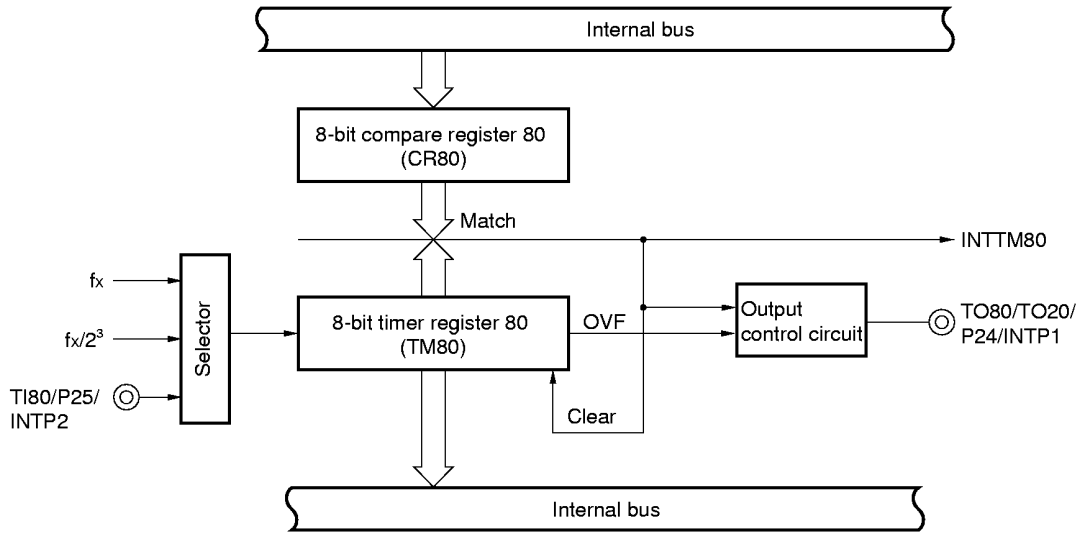 Internal bus
8-bit compare register 80
(CR80)
Match
INTTM80
fX
Selector
8-bit timer register 80
(TM80)
OVF
Output
control circuit
TO80/TO20/
P24/INTP1
fX/2³
TI80/P25/
INTP2
Clear
Internal bus